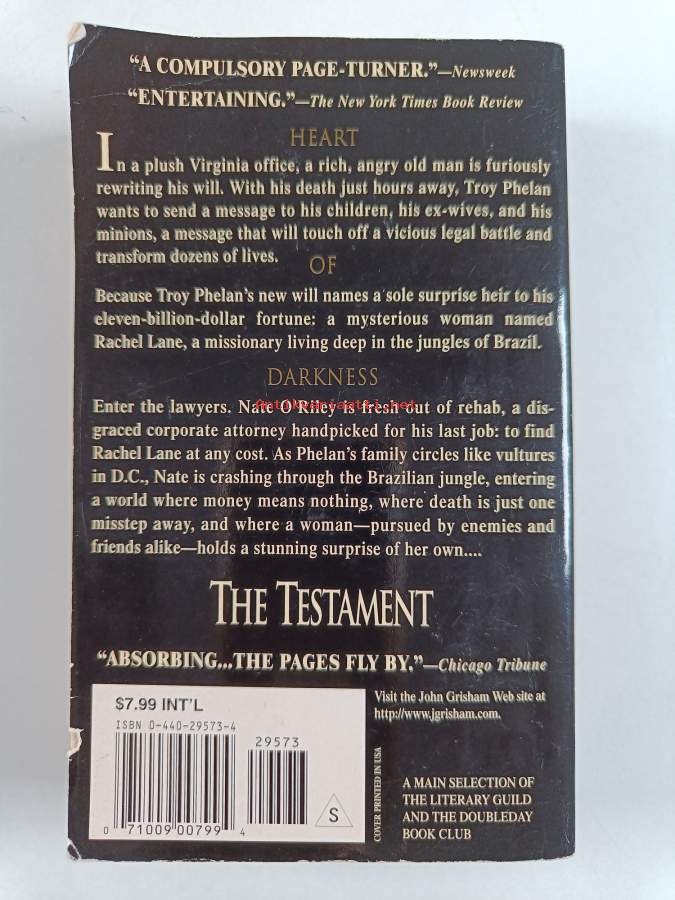 “A COMPULSORY PAGE-TURNER.”—Newsweek
“ENTERTAINING.”—The New York Times Book Review
HEART
In a plush Virginia office, a rich, angry old man is furiously
rewriting his will. With his death just hours away, Troy Phelan
wants to send a message to his children, his ex-wives, and his
minions, a message that will touch off a vicious legal battle and
transform dozens of lives.
OF
Because Troy Phelan’s new will names a sole surprise heir to his
eleven-billion-dollar fortune: a mysterious woman named
Rachel Lane, a missionary living deep in the jungles of Brazil.
DARKNESS
Enter the lawyers. Nate O’Riley is fresh out of rehab, a dis-
Antikvariaatti.net
graced corporate attorney handpicked for his last job: to find
Rachel Lane at any cost. As Phelan’s family circles like vultures
in D.C., Nate is crashing through the Brazilian jungle, entering
a world where money means nothing, where death is just one
misstep away, and where a woman—pursued by enemies and
friends alike—holds a stunning surprise of her own....
THE TESTAMENT
“ABSORBING...THE PAGES FLY BY.”—Chicago Tribune
$7.99 INT’L
ISBN 0-440-29573-4
29573
0 71009 00799 4
S
COVER PRINTED IN USA
Visit the John Grisham Web site at
http://www.jgrisham.com.
A MAIN SELECTION OF
THE LITERARY GUILD
AND THE DOUBLEDAY
BOOK CLUB